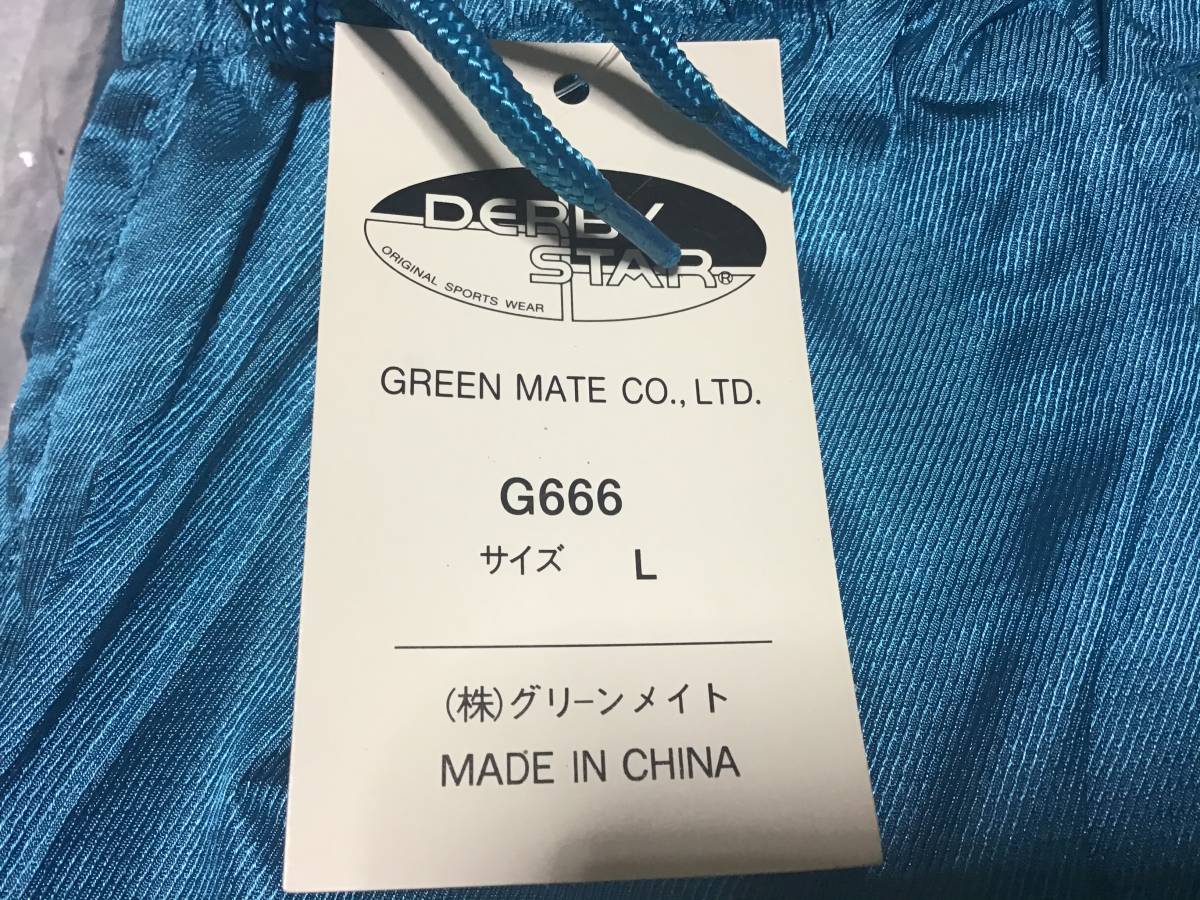 DERBY
STAR®
ORIGINAL SPORTS WEAR
GREEN MATE CO., LTD.
G666
サイズ L
(株)グリーンメイト
MADE IN CHINA